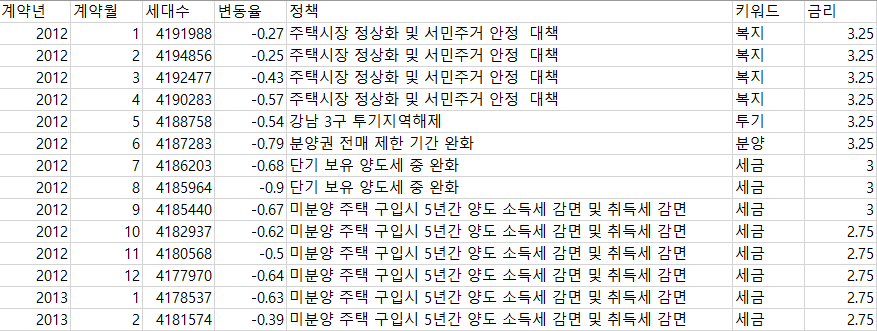 계약년 계약월 세대수 변동율 정책 키워드 금리
2012 1 4191988 -0.27 주택시장 정상화 및 서민주거 안정 대책 복지 3.25
2012 2 4194856 -0.25 주택시장 정상화 및 서민주거 안정 대책 복지 3.25
2012 3 4192477 -0.43 주택시장 정상화 및 서민주거 안정 대책 복지 3.25
2012 4 4190283 -0.57 주택시장 정상화 및 서민주거 안정 대책 복지 3.25
2012 5 4188758 -0.54 강남 3구 투기지역해제 투기 3.25
2012 6 4187283 -0.79 분양권 전매 제한 기간 완화 분양 3.25
2012 7 4186203 -0.68 단기 보유 양도세 중 완화 세금 3
2012 8 4185964 -0.9 단기 보유 양도세 중 완화 세금 3
2012 9 4185440 -0.67 미분양 주택 구입시 5년간 양도 소득세 감면 및 취득세 감면 세금 3
2012 10 4182937 -0.62 미분양 주택 구입시 5년간 양도 소득세 감면 및 취득세 감면 세금 2.75
2012 11 4180568 -0.5 미분양 주택 구입시 5년간 양도 소득세 감면 및 취득세 감면 세금 2.75
2012 12 4177970 -0.64 미분양 주택 구입시 5년간 양도 소득세 감면 및 취득세 감면 세금 2.75
2013 1 4178537 -0.63 미분양 주택 구입시 5년간 양도 소득세 감면 및 취득세 감면 세금 2.75
2013 2 4181574 -0.39 미분양 주택 구입시 5년간 양도 소득세 감면 및 취득세 감면 세금 2.75